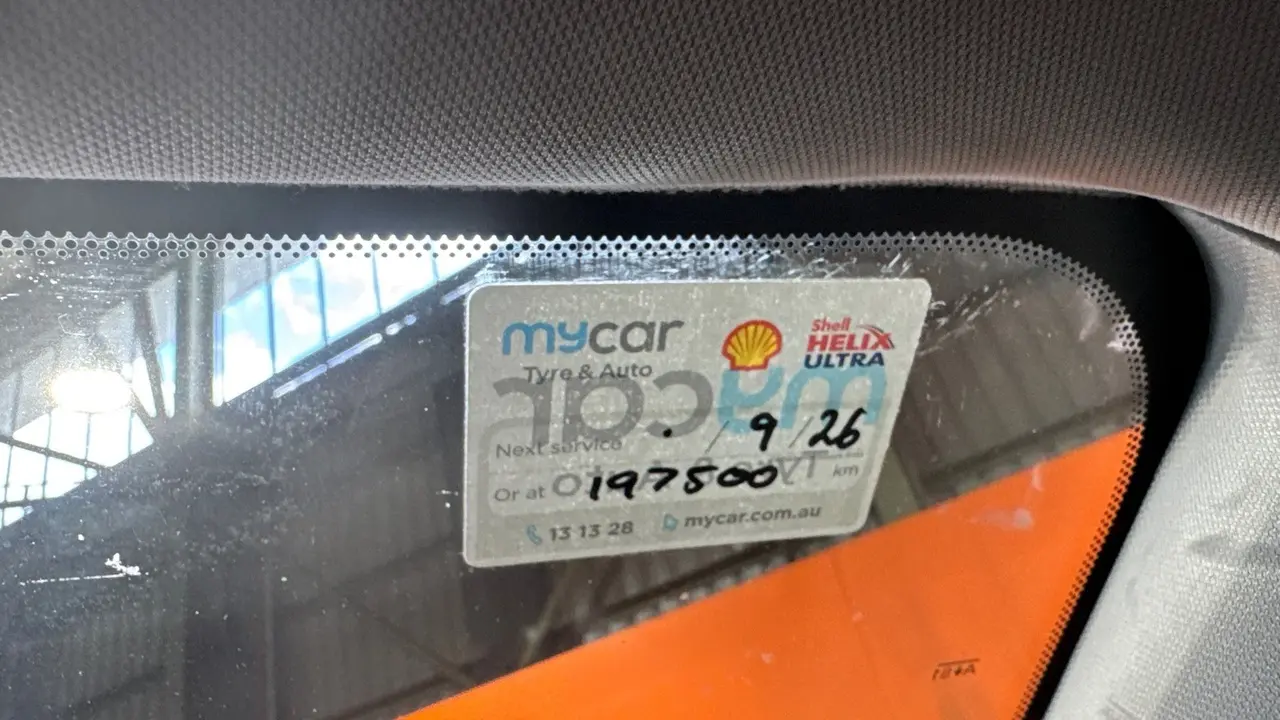 mycar
Tyre & Auto
Shell
HELIX
ULTRA
Next service . / 9 / 26
Or at 197500 km
13 13 28 mycar.com.au